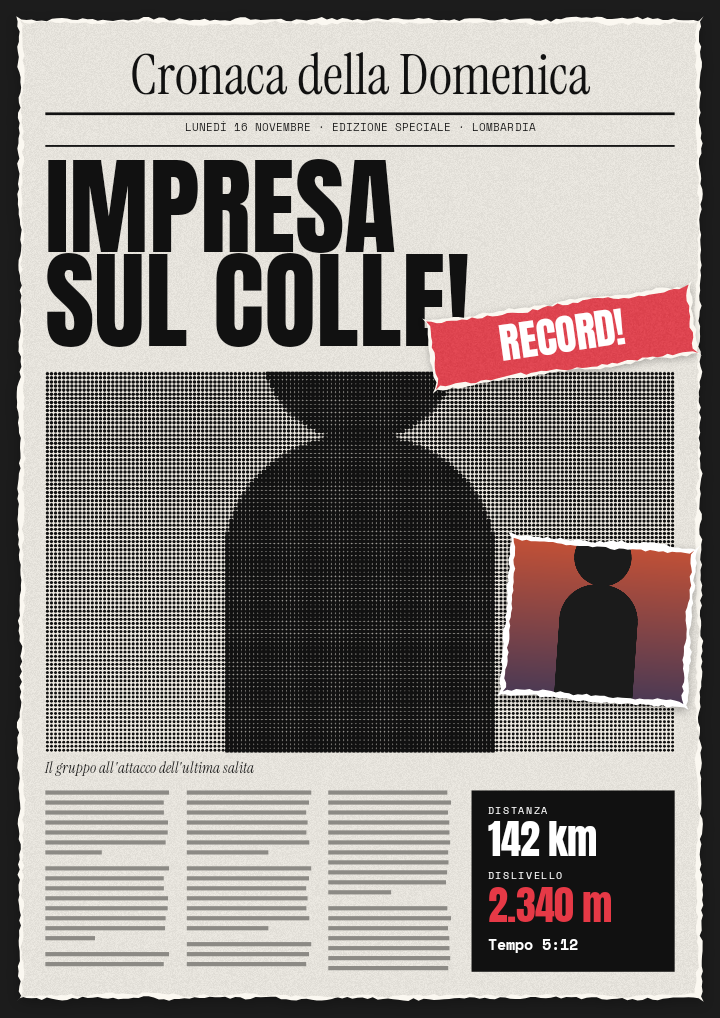 Cronaca della Domenica
LUNEDÌ 16 NOVEMBRE · EDIZIONE SPECIALE · LOMBARDIA
IMPRESA
SUL COLLE!
RECORD!
Il gruppo all'attacco dell'ultima salita
DISTANZA
142 km
DISLIVELLO
2.340 m
Tempo 5:12